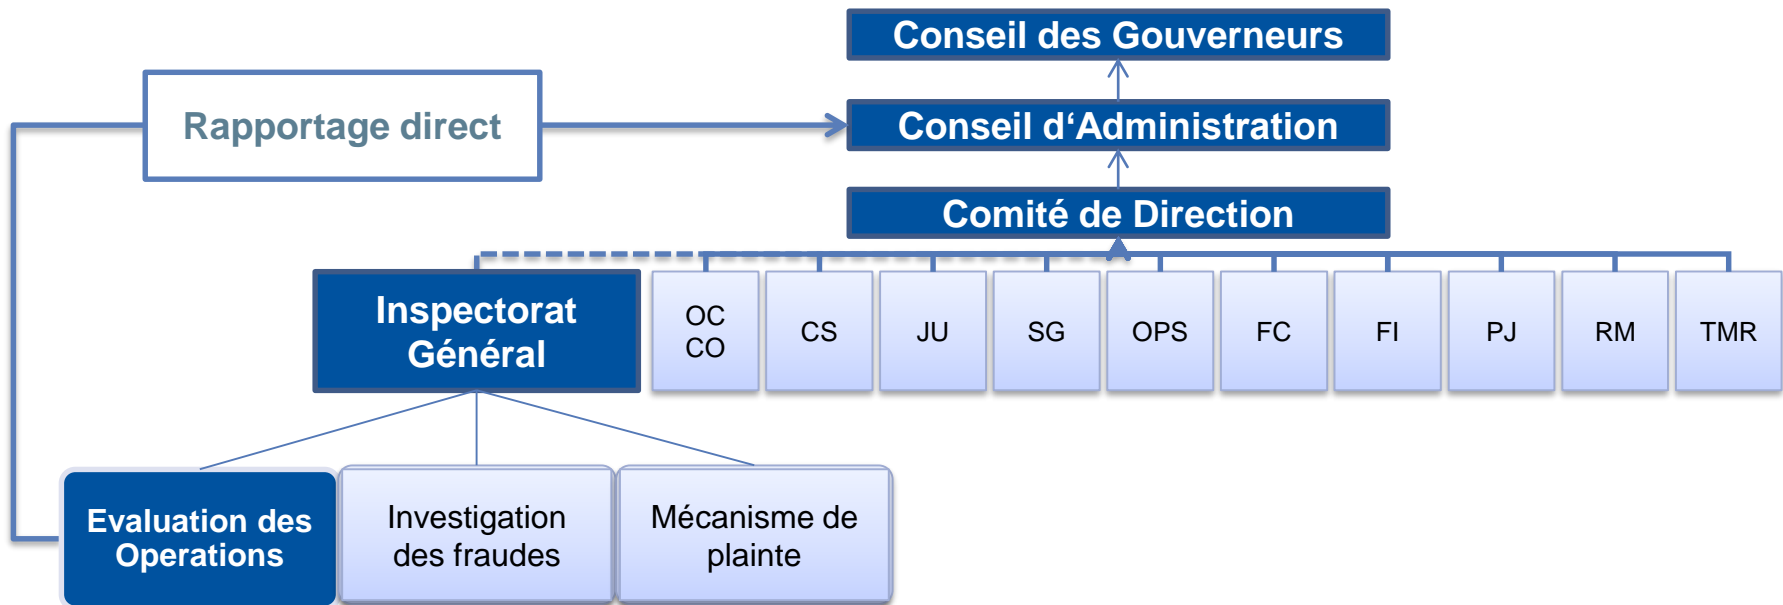 Conseil des Gouverneurs
Rapportage direct
Conseil d‘Administration
Comité de Direction
Inspectorat
Général
OC
CO
CS
JU
SG
OPS
FC
FI
PJ
RM
TMR
Evaluation des
Operations
Investigation
des fraudes
Mécanisme de
plainte